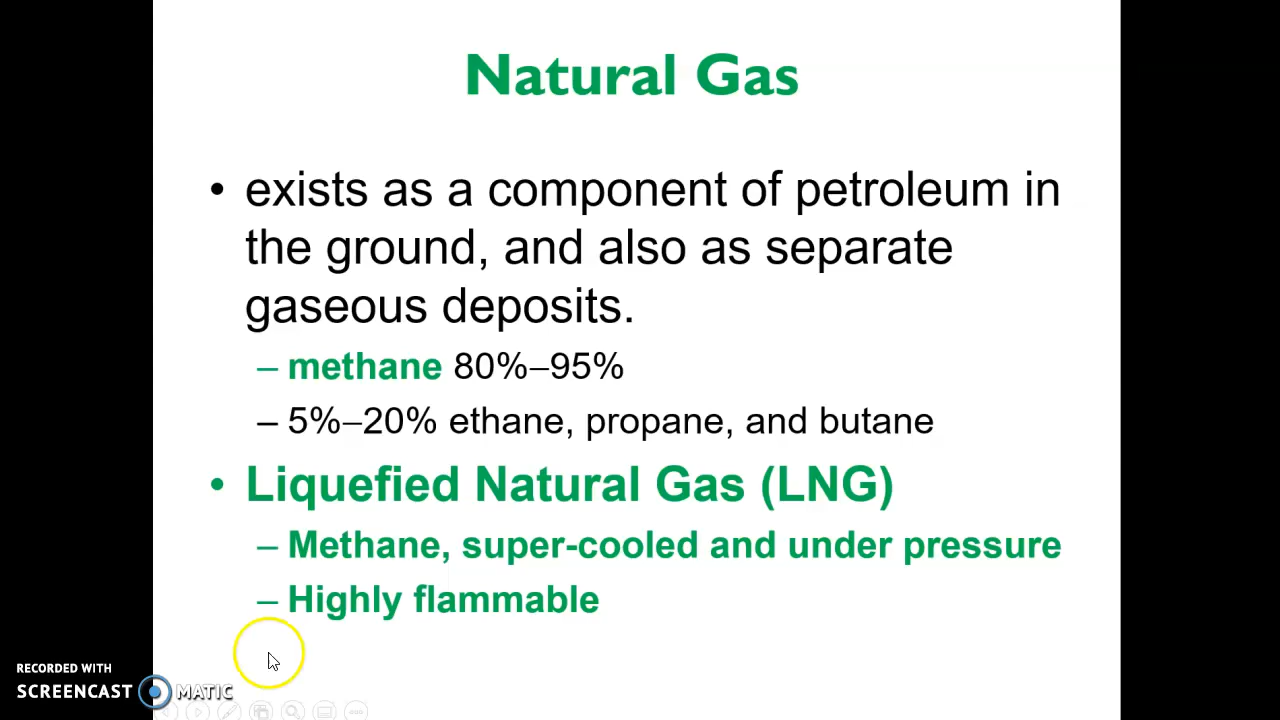 Natural Gas
• exists as a component of petroleum in
the ground, and also as separate
gaseous deposits.
– methane 80%–95%
– 5%–20% ethane, propane, and butane
• Liquefied Natural Gas (LNG)
– Methane, super-cooled and under pressure
– Highly flammable
RECORDED WITH
SCREENCAST MATIC